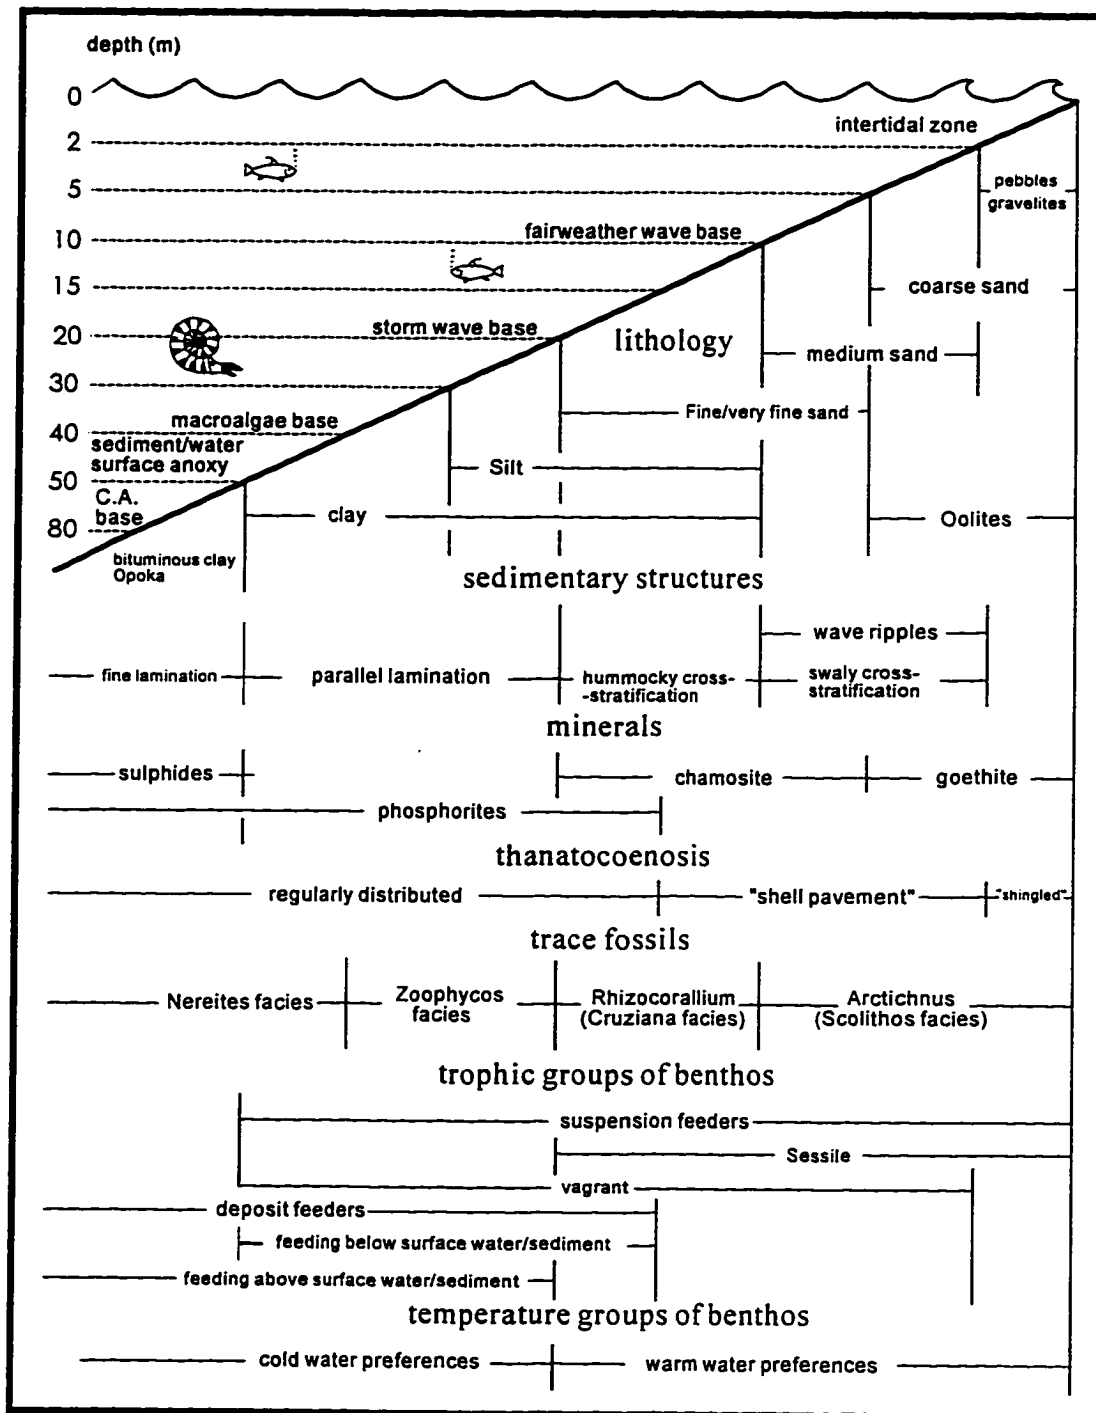 depth (m)
0
intertidal zone
2
5
pebbles
gravelites
10
fairweather wave base
15
coarse sand
20
storm wave base
lithology
medium sand
30
Fine/very fine sand
macroalgae base
40
sediment/water
surface anoxy
Silt
50
C.A.
base
clay
Oolites
80
bituminous clay
Opoka
sedimentary structures
wave ripples
fine lamination
parallel lamination
hummocky cross-
-stratification
swaly cross-
stratification
minerals
sulphides
chamosite
goethite
phosphorites
thanatocoenosis
regularly distributed
"shell pavement"
"shingled"
trace fossils
Nereites facies
Zoophycos
facies
Rhizocorallium
(Cruziana facies)
Arctichnus
(Scolithos facies)
trophic groups of benthos
suspension feeders
Sessile
vagrant
deposit feeders
feeding below surface water/sediment
feeding above surface water/sediment
temperature groups of benthos
cold water preferences
warm water preferences